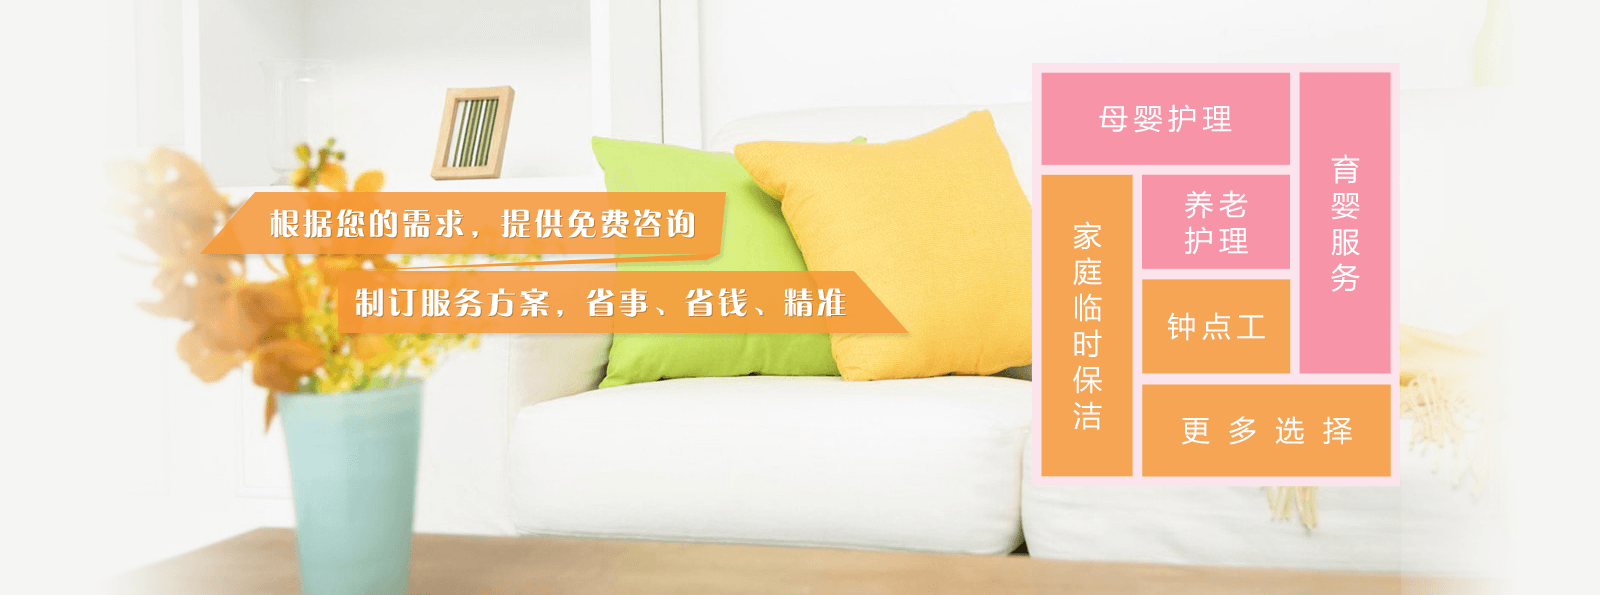 根据您的需求，提供免费咨询
制订服务方案，省事、省钱、精准
母婴护理
育婴服务
家庭临时保洁
养老
护理
钟点工
更多选择